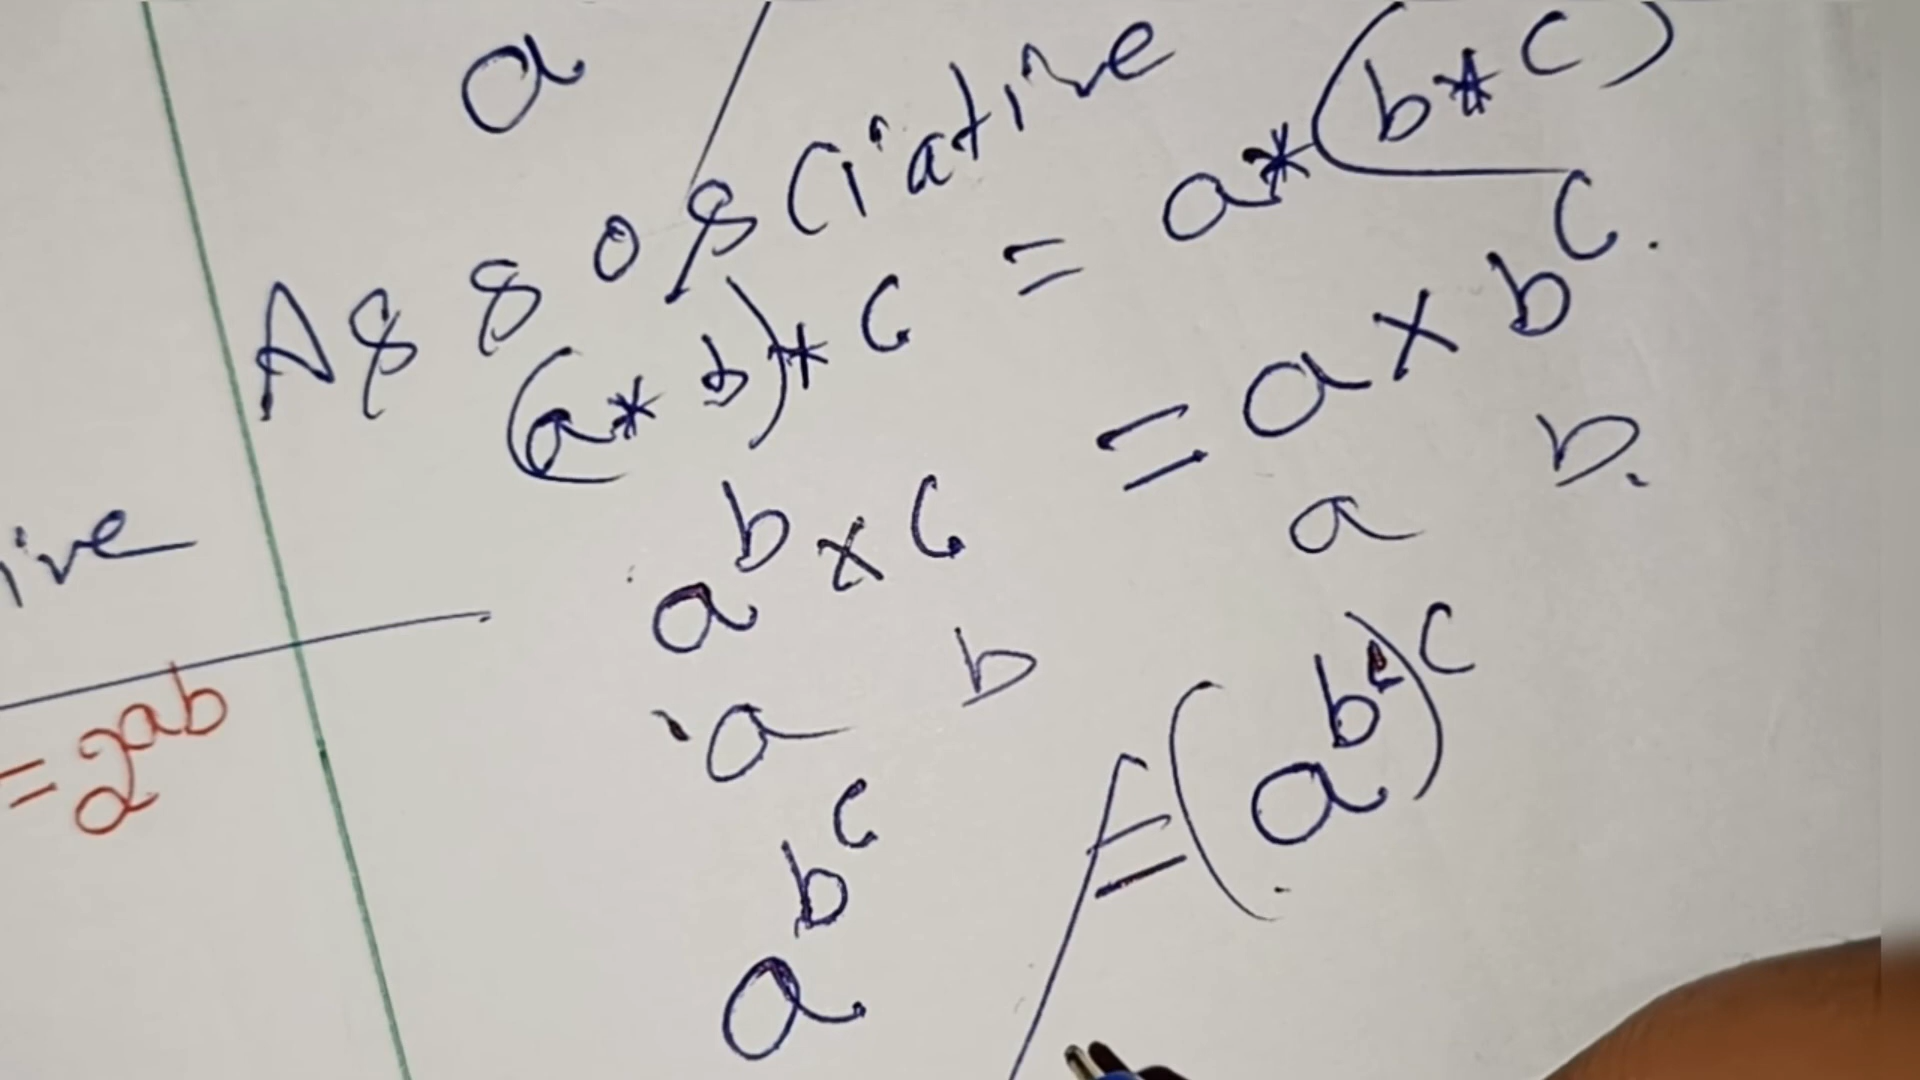 a
Associative
(a* b)* c = a* (b* c)
a^b × c = a × b^c.
a b = a b.
a^b^c ≠ (a^b)^c
ive
= 2^ab
a